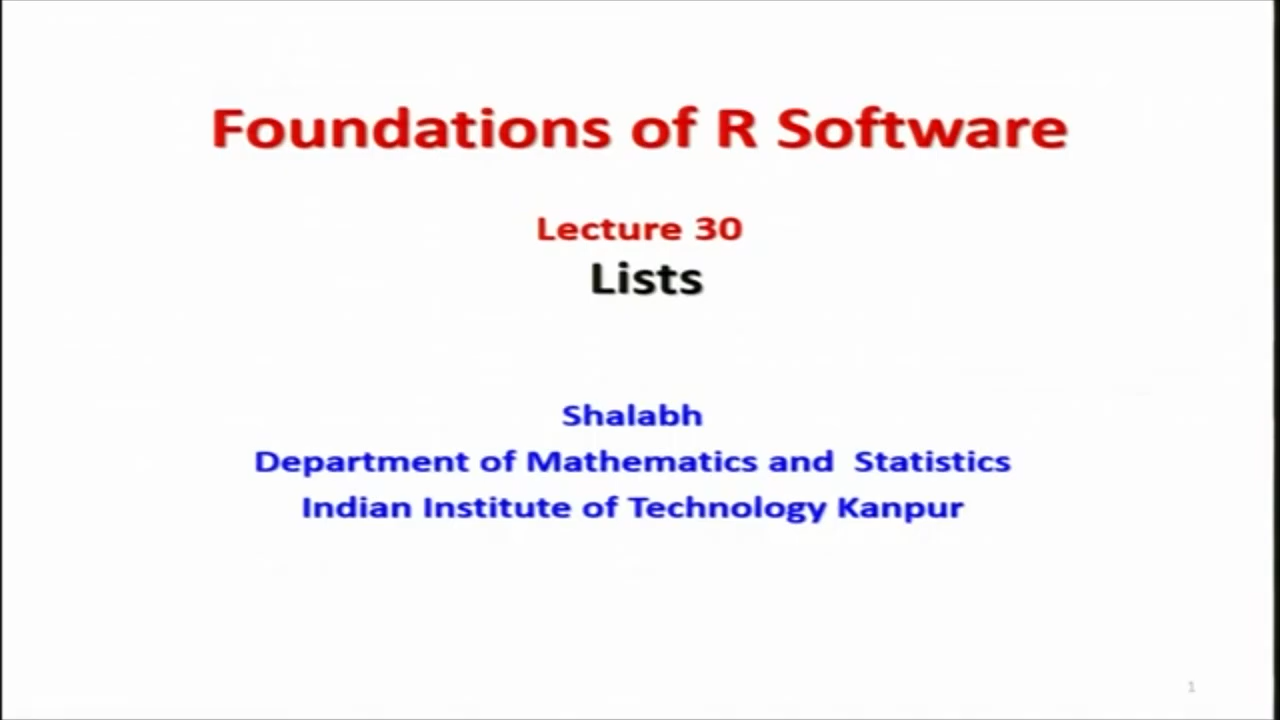 Foundations of R Software
Lecture 30
Lists
Shalabh
Department of Mathematics and Statistics
Indian Institute of Technology Kanpur
1